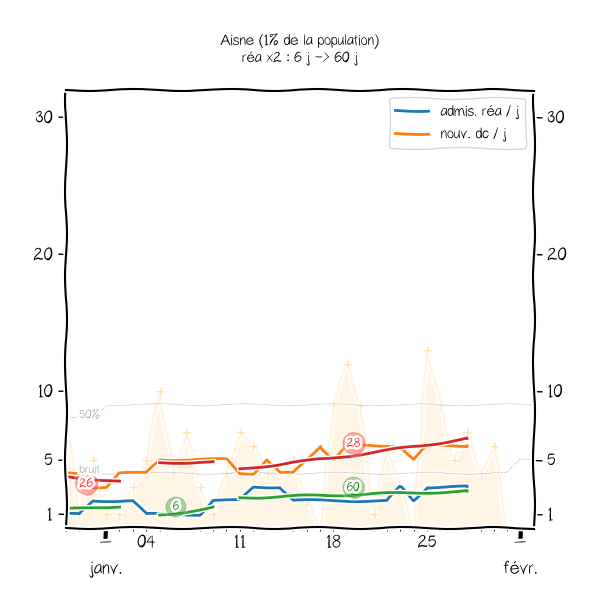 Aisne (1% de la population)
réa x2 : 6 j -> 60 j
admis. réa / j
nouv. dc / j
30
30
20
20
10
10
50%
28
5
5
bruit
26
60
6
1
1
04
11
18
25
janv.
févr.